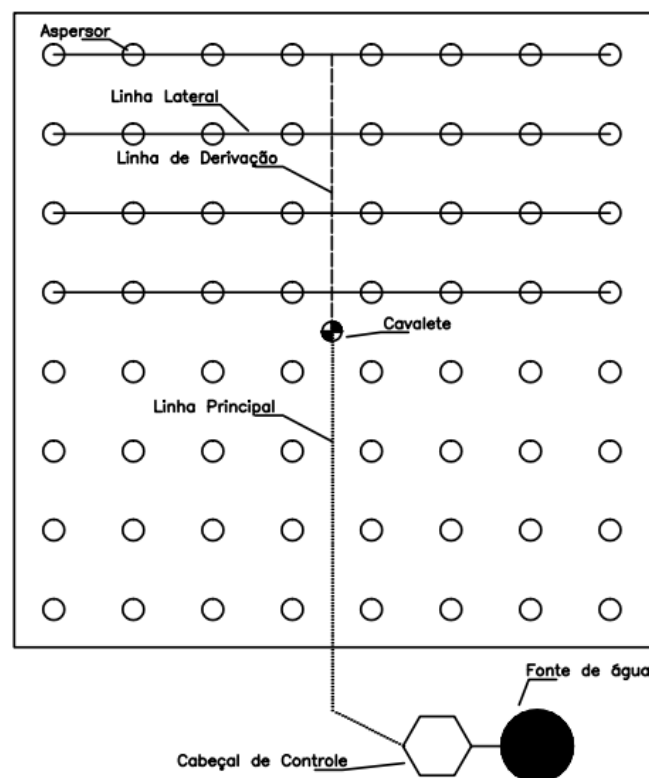 Aspersor
Linha Lateral
Linha de Derivação
Cavalete
Linha Principal
Fonte de água
Cabeçal de Controle